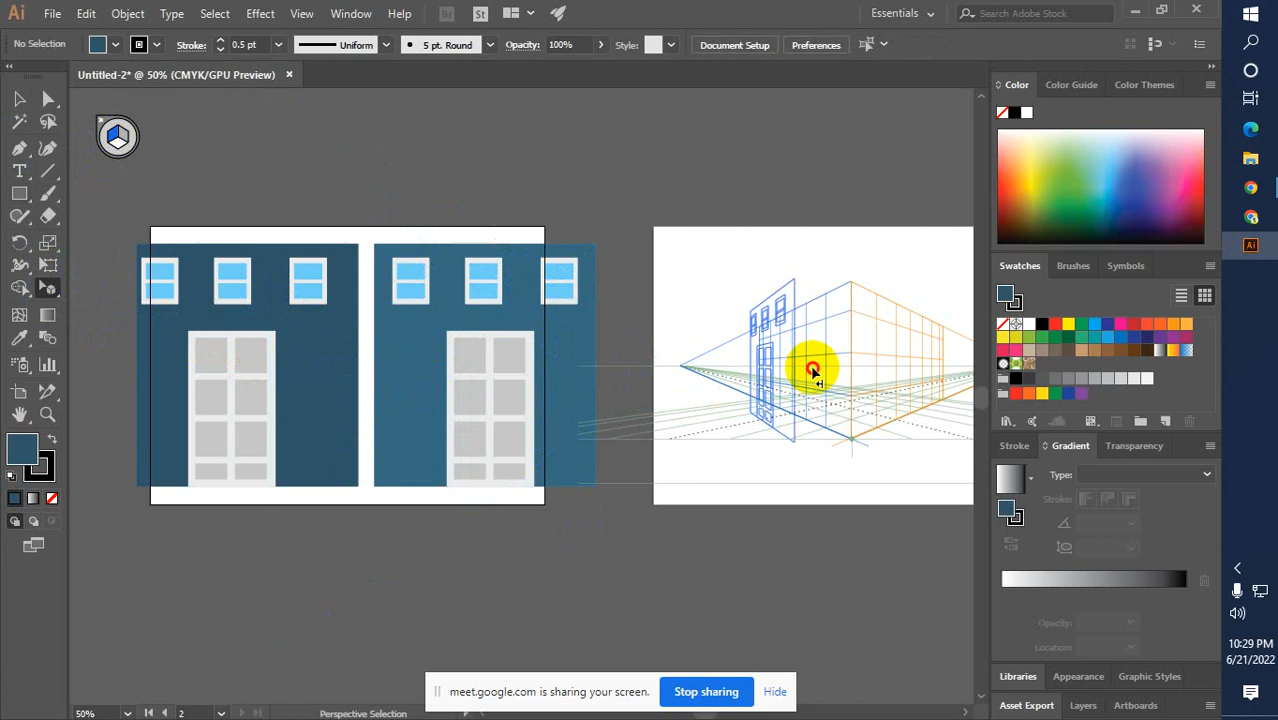 Ai File Edit Object Type Select Effect View Window Help Br St Essentials Search Adobe Stock
No Selection Stroke: 0.5 pt Uniform 5 pt. Round Opacity: 100% Style: Document Setup Preferences
Untitled-2* @ 50% (CMYK/GPU Preview)
Color Color Guide Color Themes
Swatches Brushes Symbols
Stroke Gradient Transparency
Type:
Stroke:
Opacity:
Location:
Libraries Appearance Graphic Styles
Asset Export Layers Artboards
meet.google.com is sharing your screen. Stop sharing Hide
50% 2 Perspective Selection
Ai
10:29 PM
6/21/2022